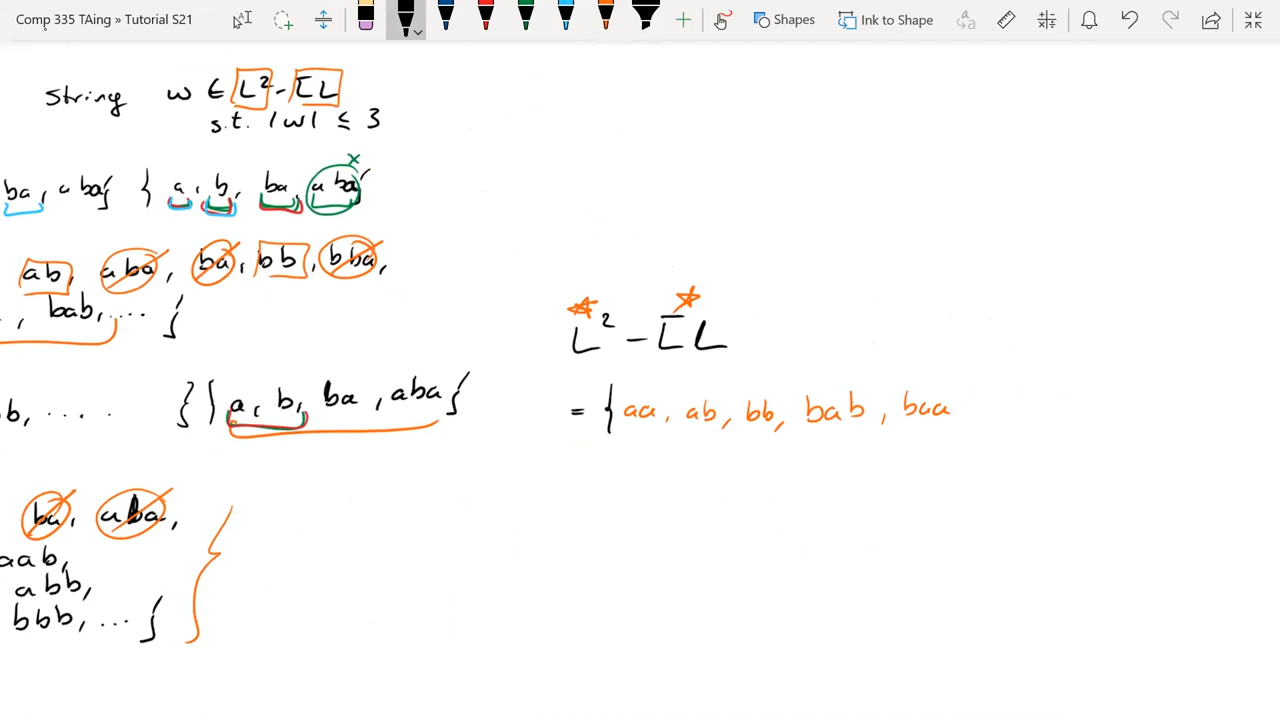 Comp 335 TAing » Tutorial S21
Shapes
Ink to Shape
String w ∈ L² - L̅L
s.t. |w| ≤ 3
ba, aba} { a, b, ba, aba}
ab, aba, ba, bb, bba,
, bab, .... }
b, .... } } {a, b, ba, aba}
ba, aba,
aab,
abb,
bbb, ... }
L² - L̅L
= { aa, ab, bb, bab, baa